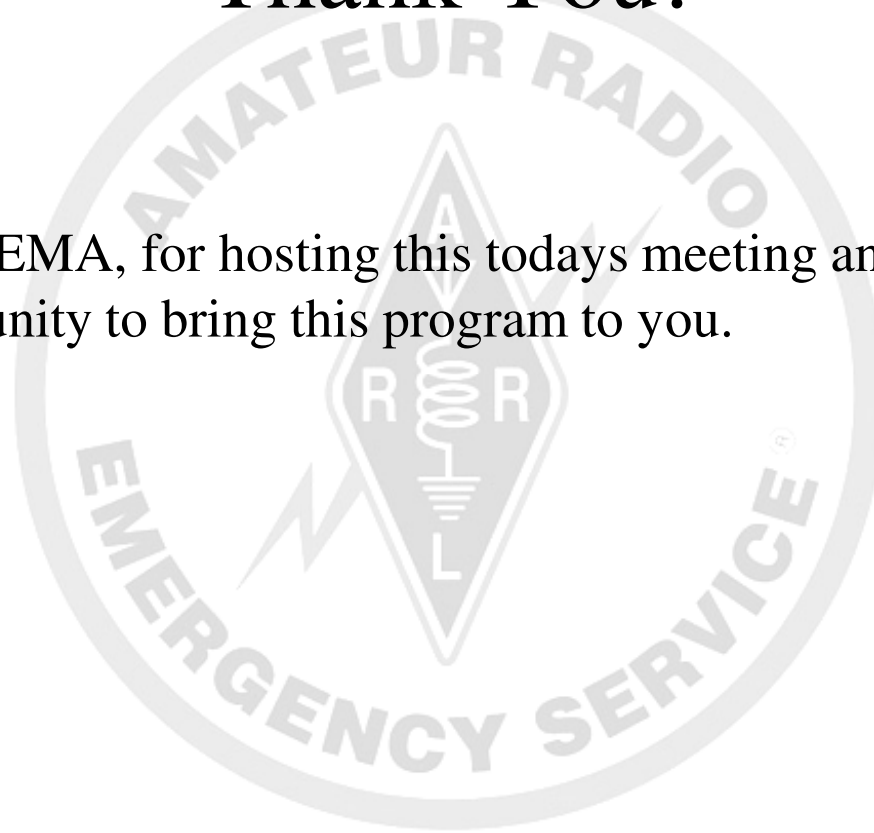 Thank You!
EMA, for hosting this todays meeting an
unity to bring this program to you.
AMATEUR RADIO
A
R R
L
EMERGENCY SERVICE
®